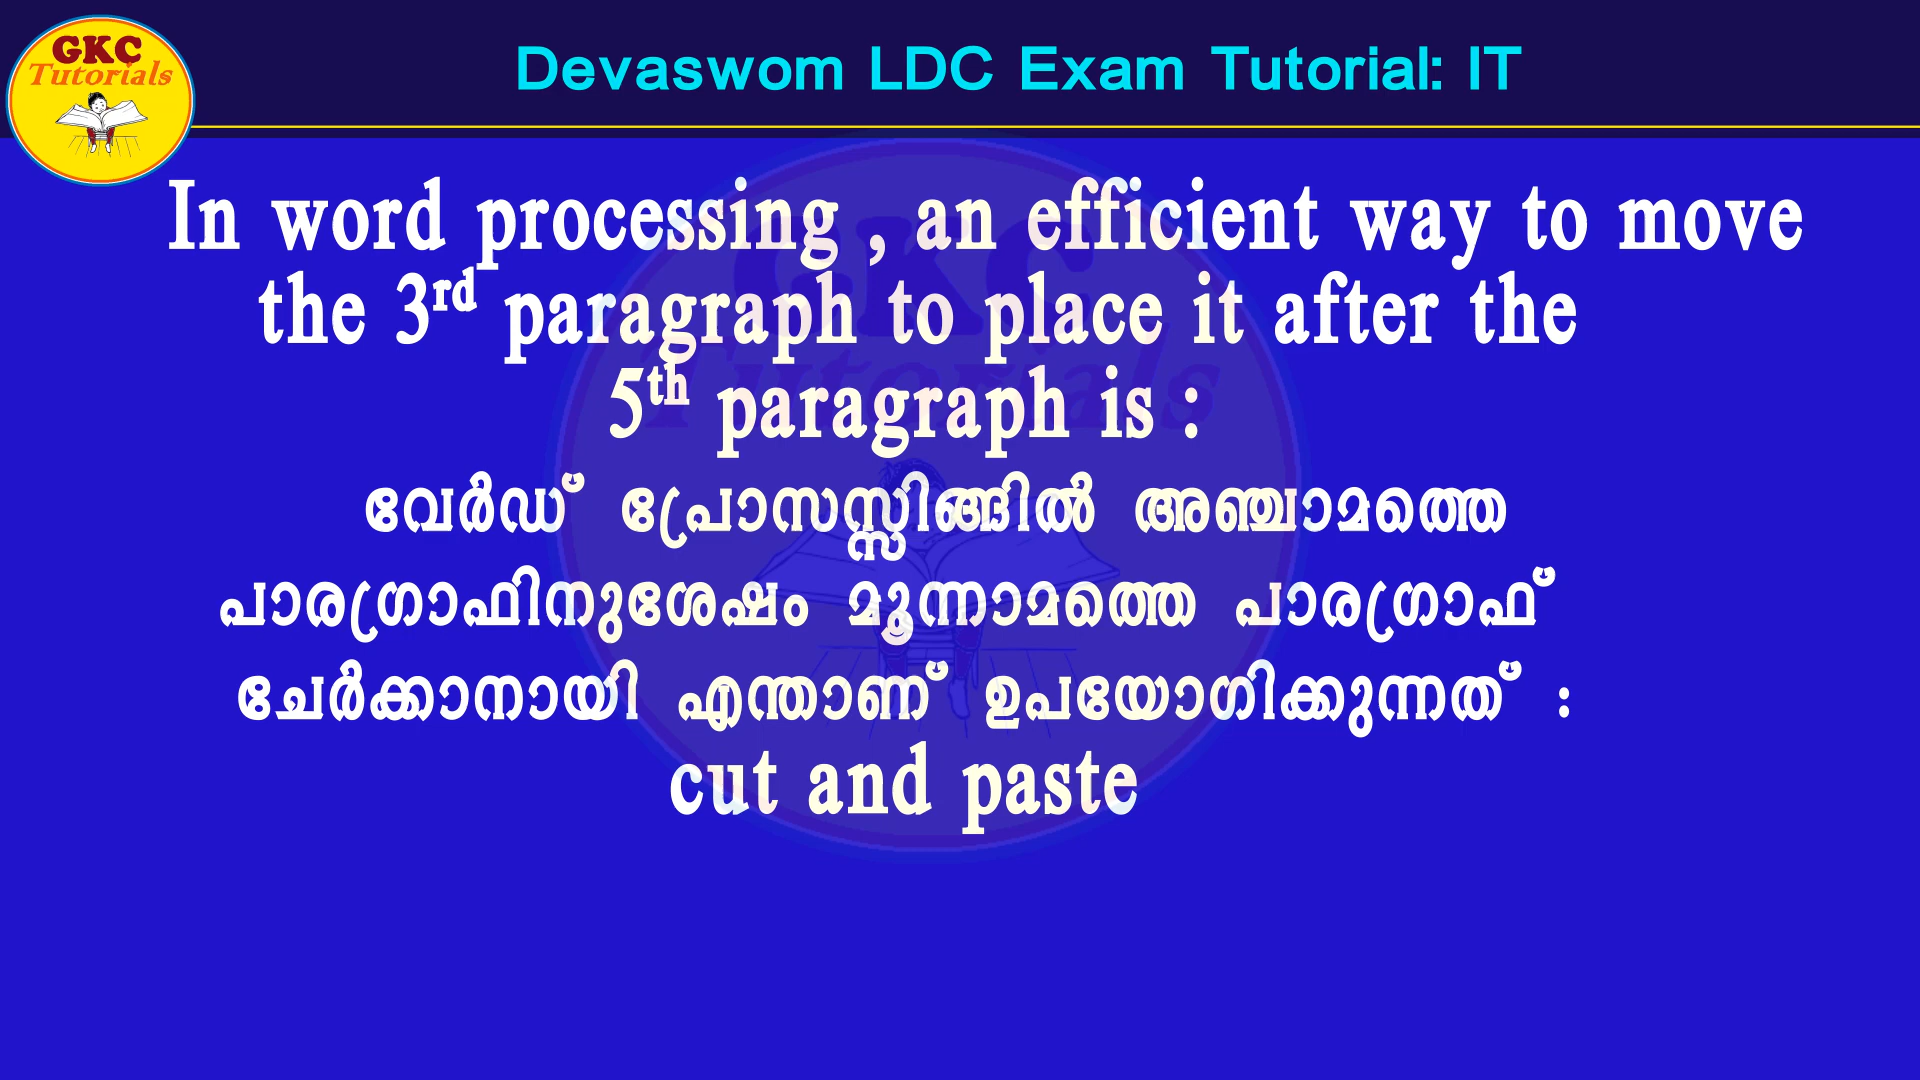 GKC
Tutorials
Devaswom LDC Exam Tutorial: IT
In word processing , an efficient way to move
the 3rd paragraph to place it after the
5th paragraph is :
വേർഡ് പ്രോസസ്സിങ്ങിൽ അഞ്ചാമത്തെ
പാരഗ്രാഫിനുശേഷം മൂന്നാമത്തെ പാരഗ്രാഫ്
ചേർക്കാനായി എന്താണ് ഉപയോഗിക്കുന്നത് :
cut and paste